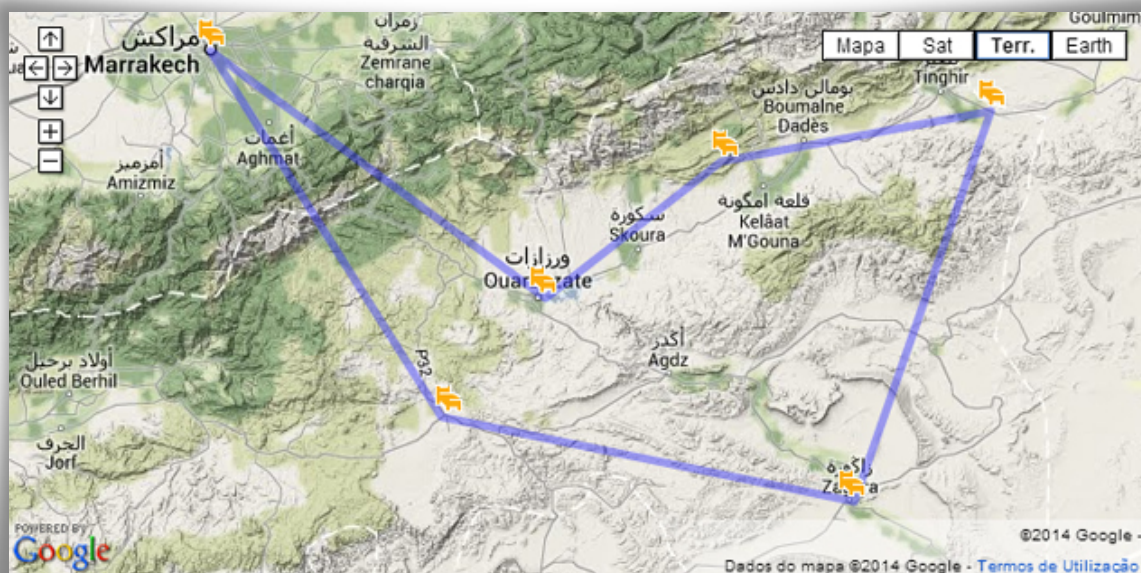 زمران
الشرقية
Zemrane
charqia
Goulmim
مراكش
Marrakech
Mapa
Sat
Terr.
Earth
Tinghir
بومالن دادس
Boumalne
Dadès
أغمات
Aghmat
أمزميز
Amizmiz
سكورة
Skoura
قلعة امكونة
Kelâat
M'Gouna
ورزازات
أكدز
Agdz
P32
أولاد برحيل
Ouled Berhil
الجرف
Jorf
زاكورة
POWERED BY
Google
©2014 Google -
Dados do mapa ©2014 Google - Termos de Utilização